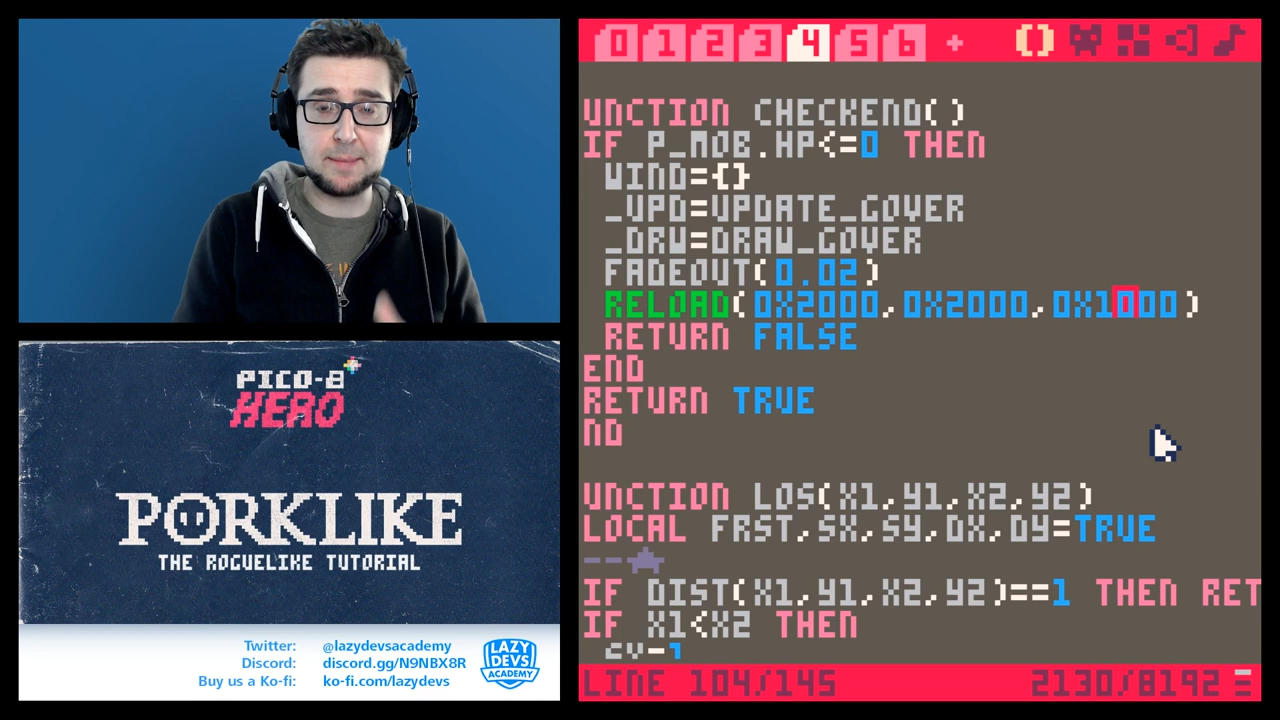 0 1 2 3 4 5 6 +
UNCTION CHECKEND()
IF P_MOB.HP<=0 THEN
WIND={}
_UPD=UPDATE_GOVER
_DRW=DRAW_GOVER
FADEOUT(0.02)
RELOAD(0X2000,0X2000,0X1000)
RETURN FALSE
END
RETURN TRUE
ND
UNCTION LOS(X1,Y1,X2,Y2)
LOCAL FRST,SX,SY,DX,DY=TRUE
--
IF DIST(X1,Y1,X2,Y2)==1 THEN RET
IF X1<X2 THEN
LINE 104/145 2130/8192
PICO-8
HERO
PORKLIKE
THE ROGUELIKE TUTORIAL
Twitter: @lazydevsacademy
Discord: discord.gg/N9NBX8R
Buy us a Ko-fi: ko-fi.com/lazydevs
LAZY
DEVS
ACADEMY